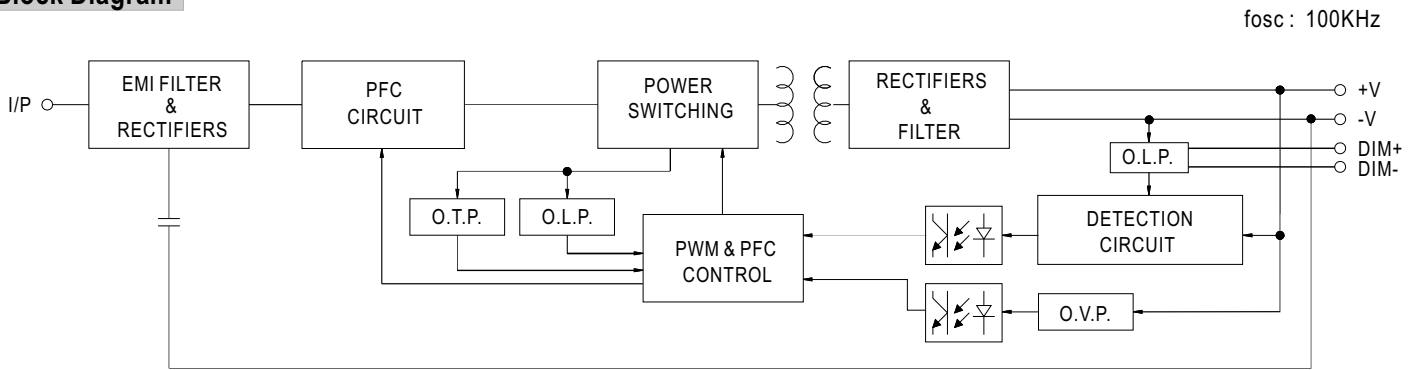 Block Diagram
fosc : 100KHz
I/P
EMI FILTER
&
RECTIFIERS
PFC
CIRCUIT
POWER
SWITCHING
RECTIFIERS
&
FILTER
+V
-V
DIM+
DIM-
O.L.P.
O.T.P.
O.L.P.
PWM & PFC
CONTROL
DETECTION
CIRCUIT
O.V.P.